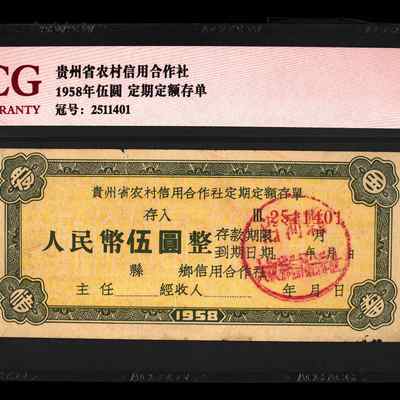 CG
RRANTY
贵州省农村信用合作社
1958年伍圆 定期定额存单
冠号: 2511401
貴州省农村信用合作社定期定額存單
存入
Ⅲ 2511401
人民幣伍圓整
存款期限 月
到期日期 年 月 日
縣 鄉信用合作社
主任 經收人 年 月 日
1958